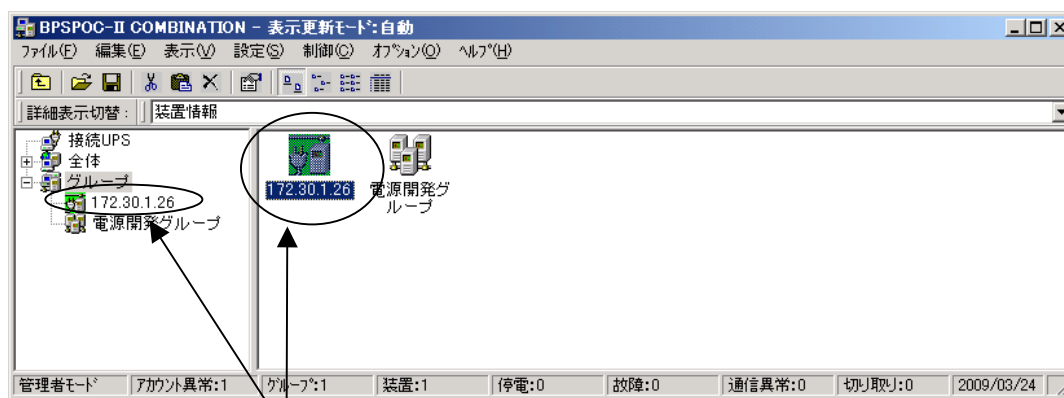 BPSPOC-II COMBINATION - 表示更新ﾓｰﾄﾞ:自動
ﾌｧｲﾙ(F) 編集(E) 表示(V) 設定(S) 制御(C) ｵﾌﾟｼｮﾝ(O) ﾍﾙﾌﾟ(H)
詳細表示切替: 装置情報
接続UPS
全体
グループ
172.30.1.26
電源開発グループ
172.30.1.26
電源開発グ
ループ
管理者ﾓｰﾄﾞ ｱｶｳﾝﾄ異常:1 ｸﾞﾙｰﾌﾟ:1 装置:1 停電:0 故障:0 通信異常:0 切り取り:0 2009/03/24